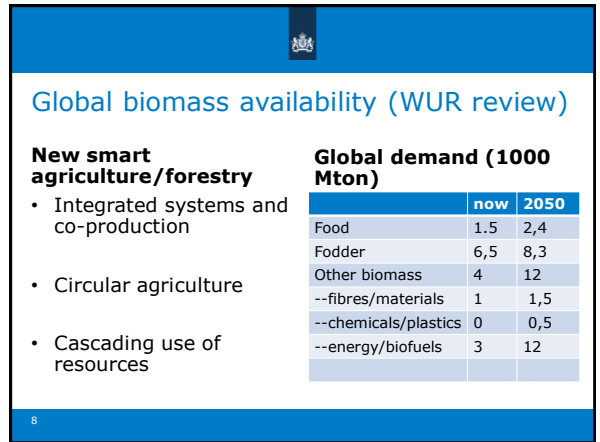 Global biomass availability (WUR review)
New smart
agriculture/forestry
• Integrated systems and
co-production
• Circular agriculture
• Cascading use of
resources
Global demand (1000
Mton)
now 2050
Food 1.5 2,4
Fodder 6,5 8,3
Other biomass 4 12
--fibres/materials 1 1,5
--chemicals/plastics 0 0,5
--energy/biofuels 3 12
8